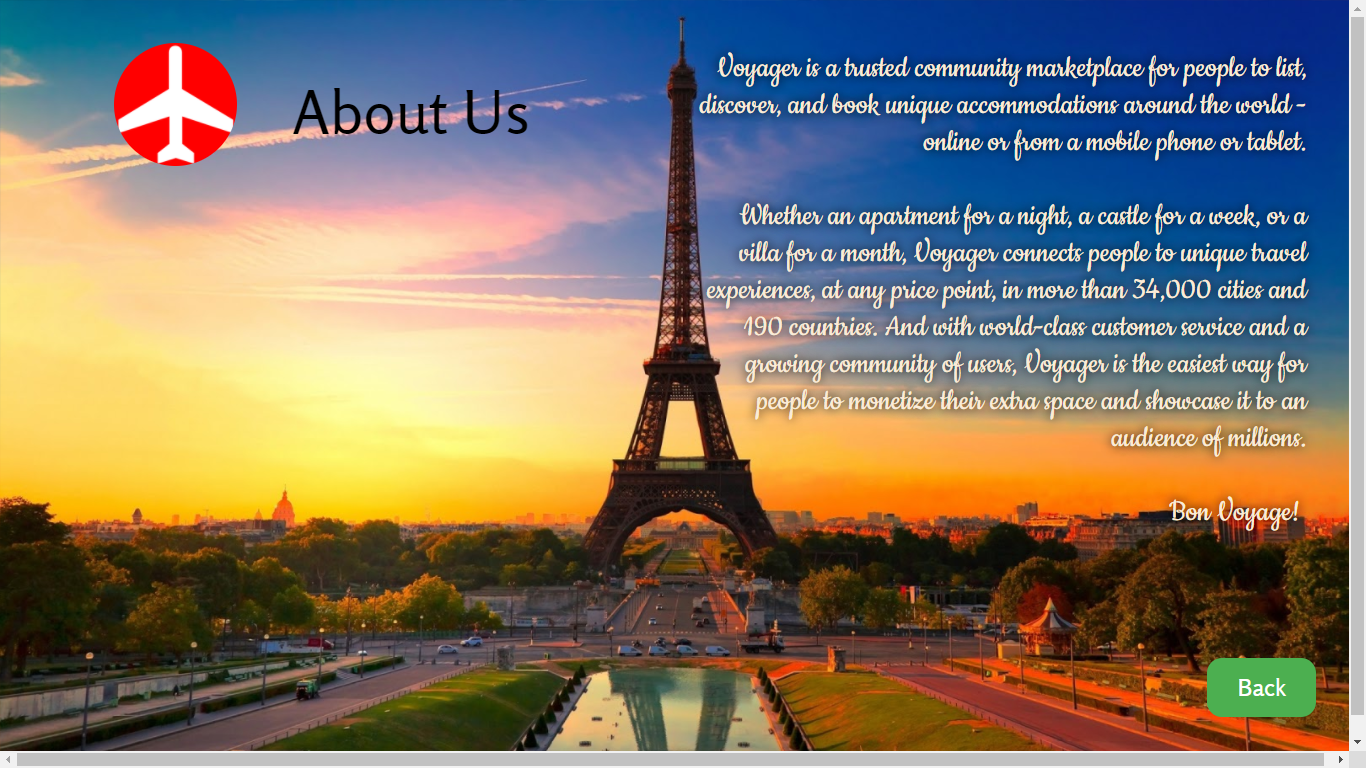 About Us
Voyager is a trusted community marketplace for people to list,
discover, and book unique accommodations around the world -
online or from a mobile phone or tablet.
Whether an apartment for a night, a castle for a week, or a
villa for a month, Voyager connects people to unique travel
experiences, at any price point, in more than 34,000 cities and
190 countries. And with world-class customer service and a
growing community of users, Voyager is the easiest way for
people to monetize their extra space and showcase it to an
audience of millions.
Bon Voyage!
Back